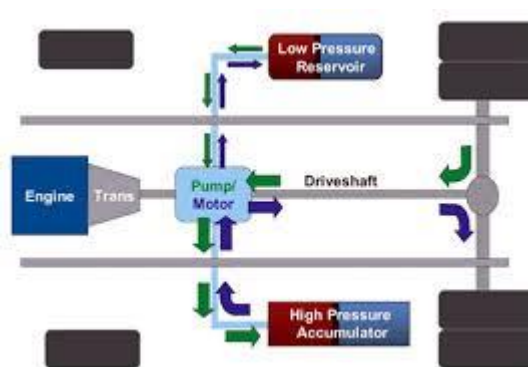 Low Pressure
Reservoir
Engine
Trans
Pump/
Motor
Driveshaft
High Pressure
Accumulator